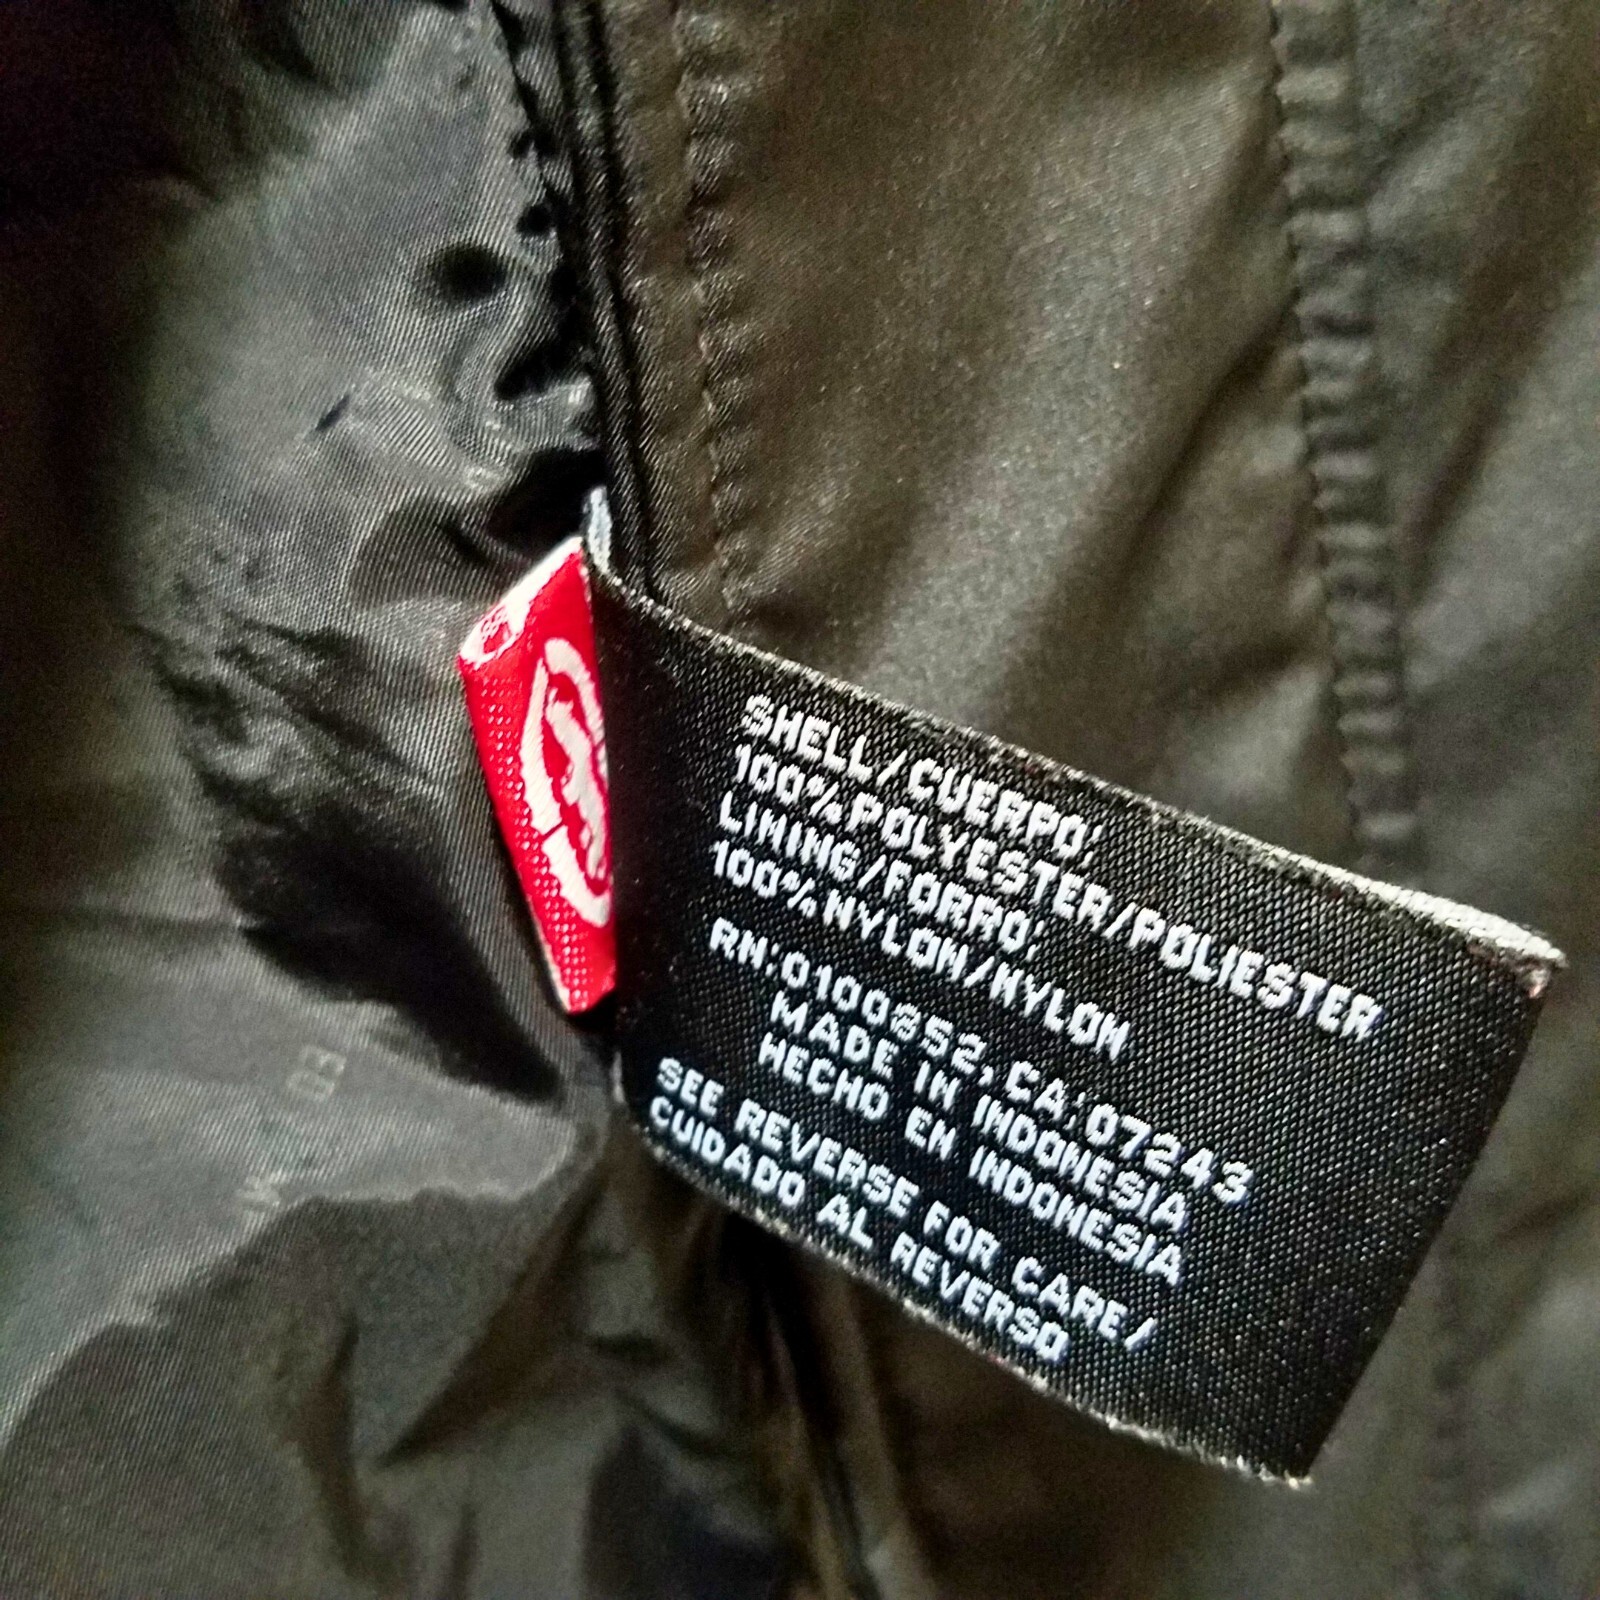 SHELL/CUERPO:
100%POLYESTER/POLIESTER
LINING/FORRO:
100%NYLON/NYLON
RN:0100852, CA:07243
MADE IN INDONESIA
HECHO EN INDONESIA
SEE REVERSE FOR CARE/
CUIDADO AL REVERSO